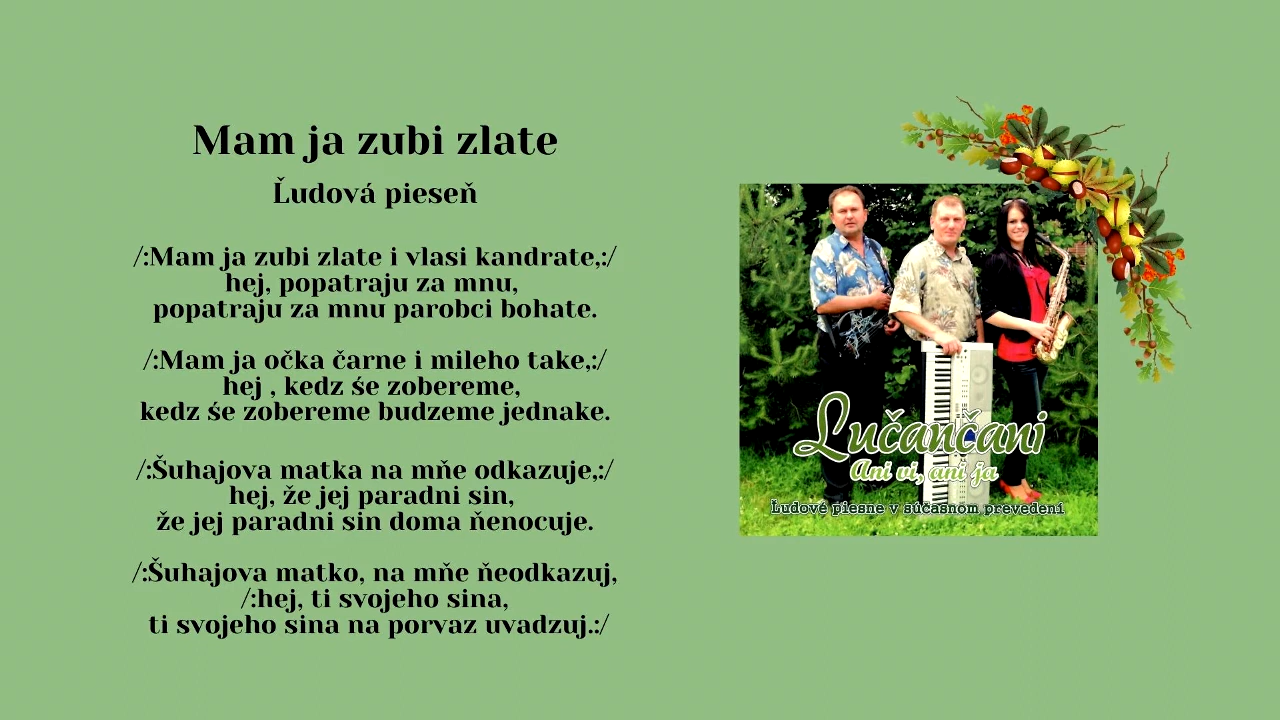 Mam ja zubi zlate
Ľudová pieseň
/:Mam ja zubi zlate i vlasi kandrate,:/
hej, popatraju za mnu,
popatraju za mnu parobci bohate.
/:Mam ja očka čarne i mileho take,:/
hej , kedz śe zobereme,
kedz śe zobereme budzeme jednake.
/:Šuhajova matka na mňe odkazuje,:/
hej, že jej paradni sin,
že jej paradni sin doma ňenocuje.
/:Šuhajova matko, na mňe ňeodkazuj,
/:hej, ti svojeho sina,
ti svojeho sina na porvaz uvadzuj.:/
Lučančani
Ani vi, ani ja
Ľudové piesne v súčasnom prevedení